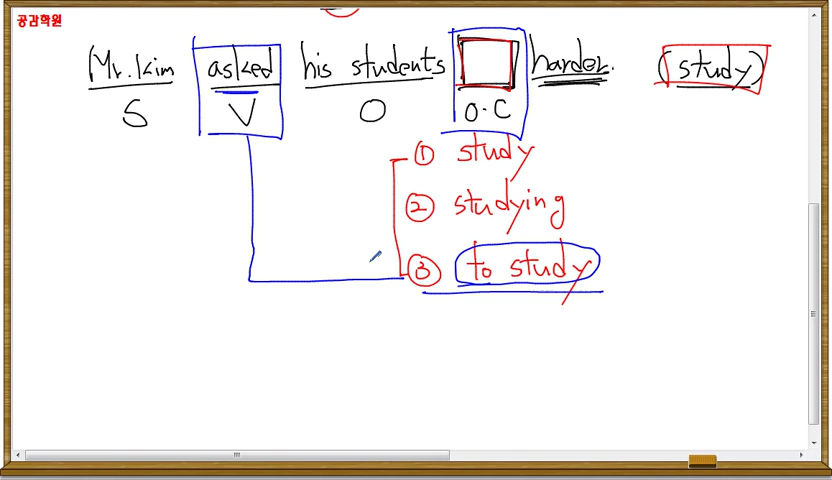 공감학원
Mr. Kim asked his students harder. (study)
S V O O.C
① study
② studying
③ to study